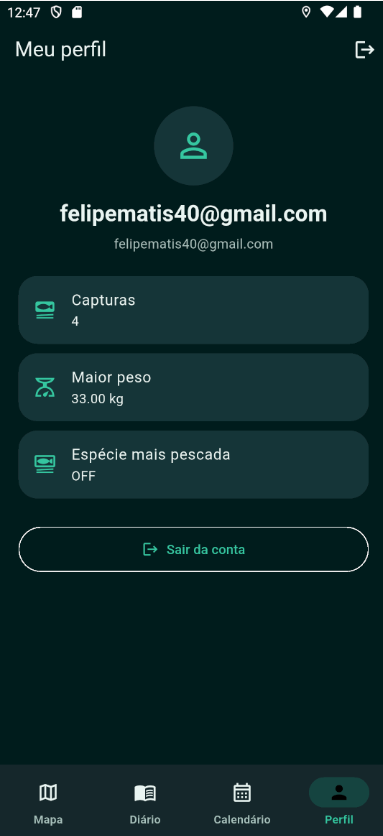 12:47
Meu perfil
felipematis40@gmail.com
felipematis40@gmail.com
Capturas
4
Maior peso
33.00 kg
Espécie mais pescada
OFF
Sair da conta
Mapa Diário Calendário Perfil